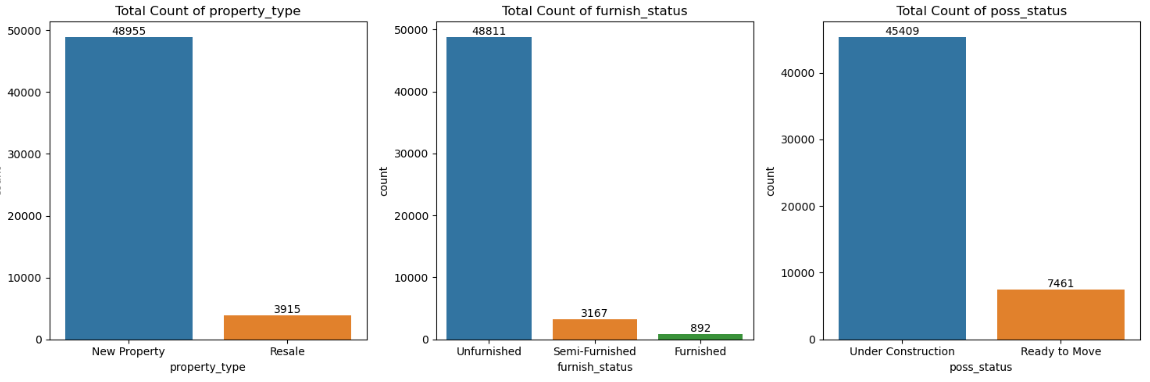 Total Count of property_type
50000
40000
30000
20000
10000
0
48955
3915
New Property
Resale
property_type
Total Count of furnish_status
count
50000
40000
30000
20000
10000
0
48811
3167
892
Unfurnished
Semi-Furnished
Furnished
furnish_status
Total Count of poss_status
count
40000
30000
20000
10000
0
45409
7461
Under Construction
Ready to Move
poss_status